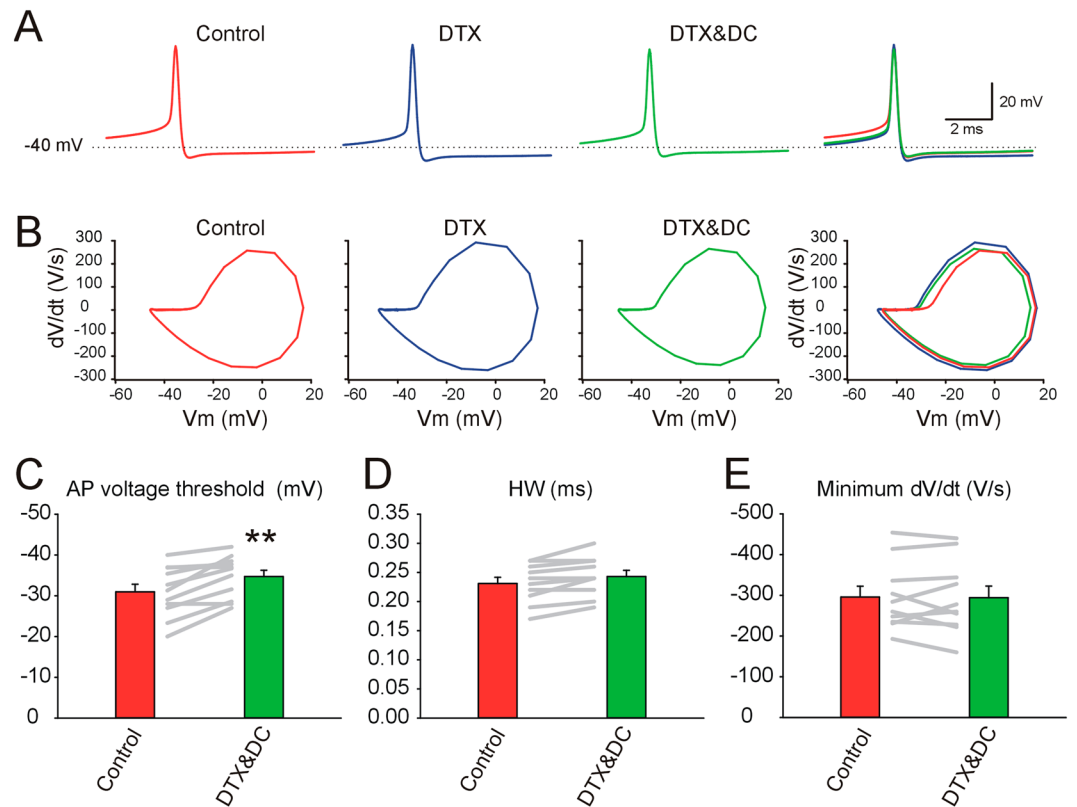 A
Control
DTX
DTX&DC
-40 mV
20 mV
2 ms
B
Control
DTX
DTX&DC
dV/dt (V/s)
300
200
100
0
-100
-200
-300
-60 -40 -20 0 20
Vm (mV)
-60 -40 -20 0 20
Vm (mV)
-60 -40 -20 0 20
Vm (mV)
dV/dt (V/s)
300
200
100
0
-100
-200
-300
-60 -40 -20 0 20
Vm (mV)
C
AP voltage threshold (mV)
-50
-40
-30
-20
-10
0
**
Control
DTX&DC
D
HW (ms)
0.35
0.30
0.25
0.20
0.15
0.10
0.05
0.00
Control
DTX&DC
E
Minimum dV/dt (V/s)
-500
-400
-300
-200
-100
0
Control
DTX&DC